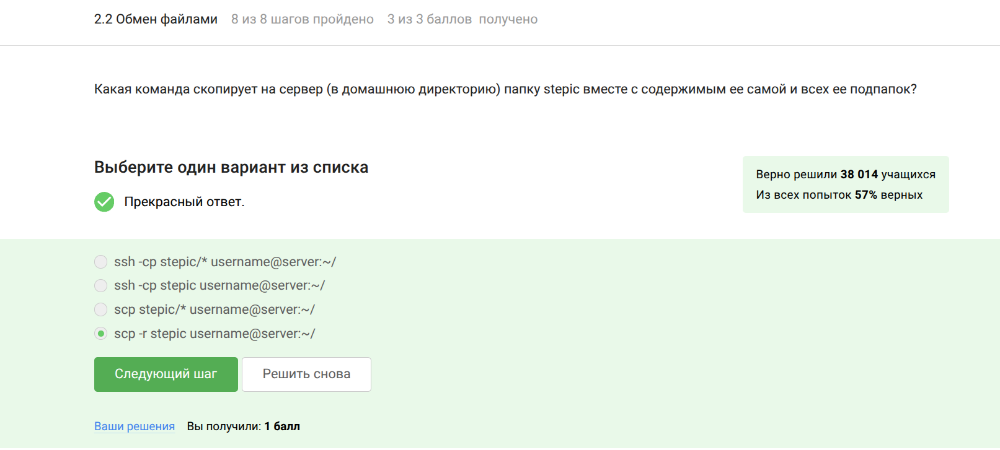 2.2 Обмен файлами 8 из 8 шагов пройдено 3 из 3 баллов получено
Какая команда скопирует на сервер (в домашнюю директорию) папку stepic вместе с содержимым ее самой и всех ее подпапок?
Выберите один вариант из списка
Прекрасный ответ.
Верно решили 38 014 учащихся
Из всех попыток 57% верных
ssh -cp stepic/* username@server:~/
ssh -cp stepic username@server:~/
scp stepic/* username@server:~/
scp -r stepic username@server:~/
Следующий шаг Решить снова
Ваши решения Вы получили: 1 балл